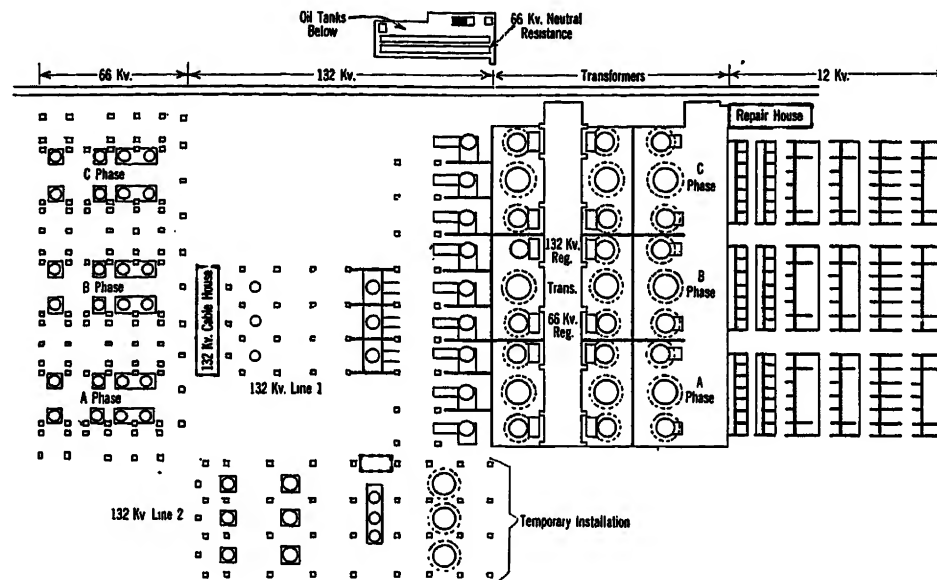 Oil Tanks
Below
66 Kv. Neutral
Resistance
66 Kv.
132 Kv.
Transformers
12 Kv.
Repair House
C Phase
C
Phase
132 Kv.
Reg.
B Phase
132 Kv. Cable House
Trans.
B
Phase
66 Kv.
Reg.
A Phase
132 Kv. Line 1
A
Phase
132 Kv Line 2
Temporary Installation